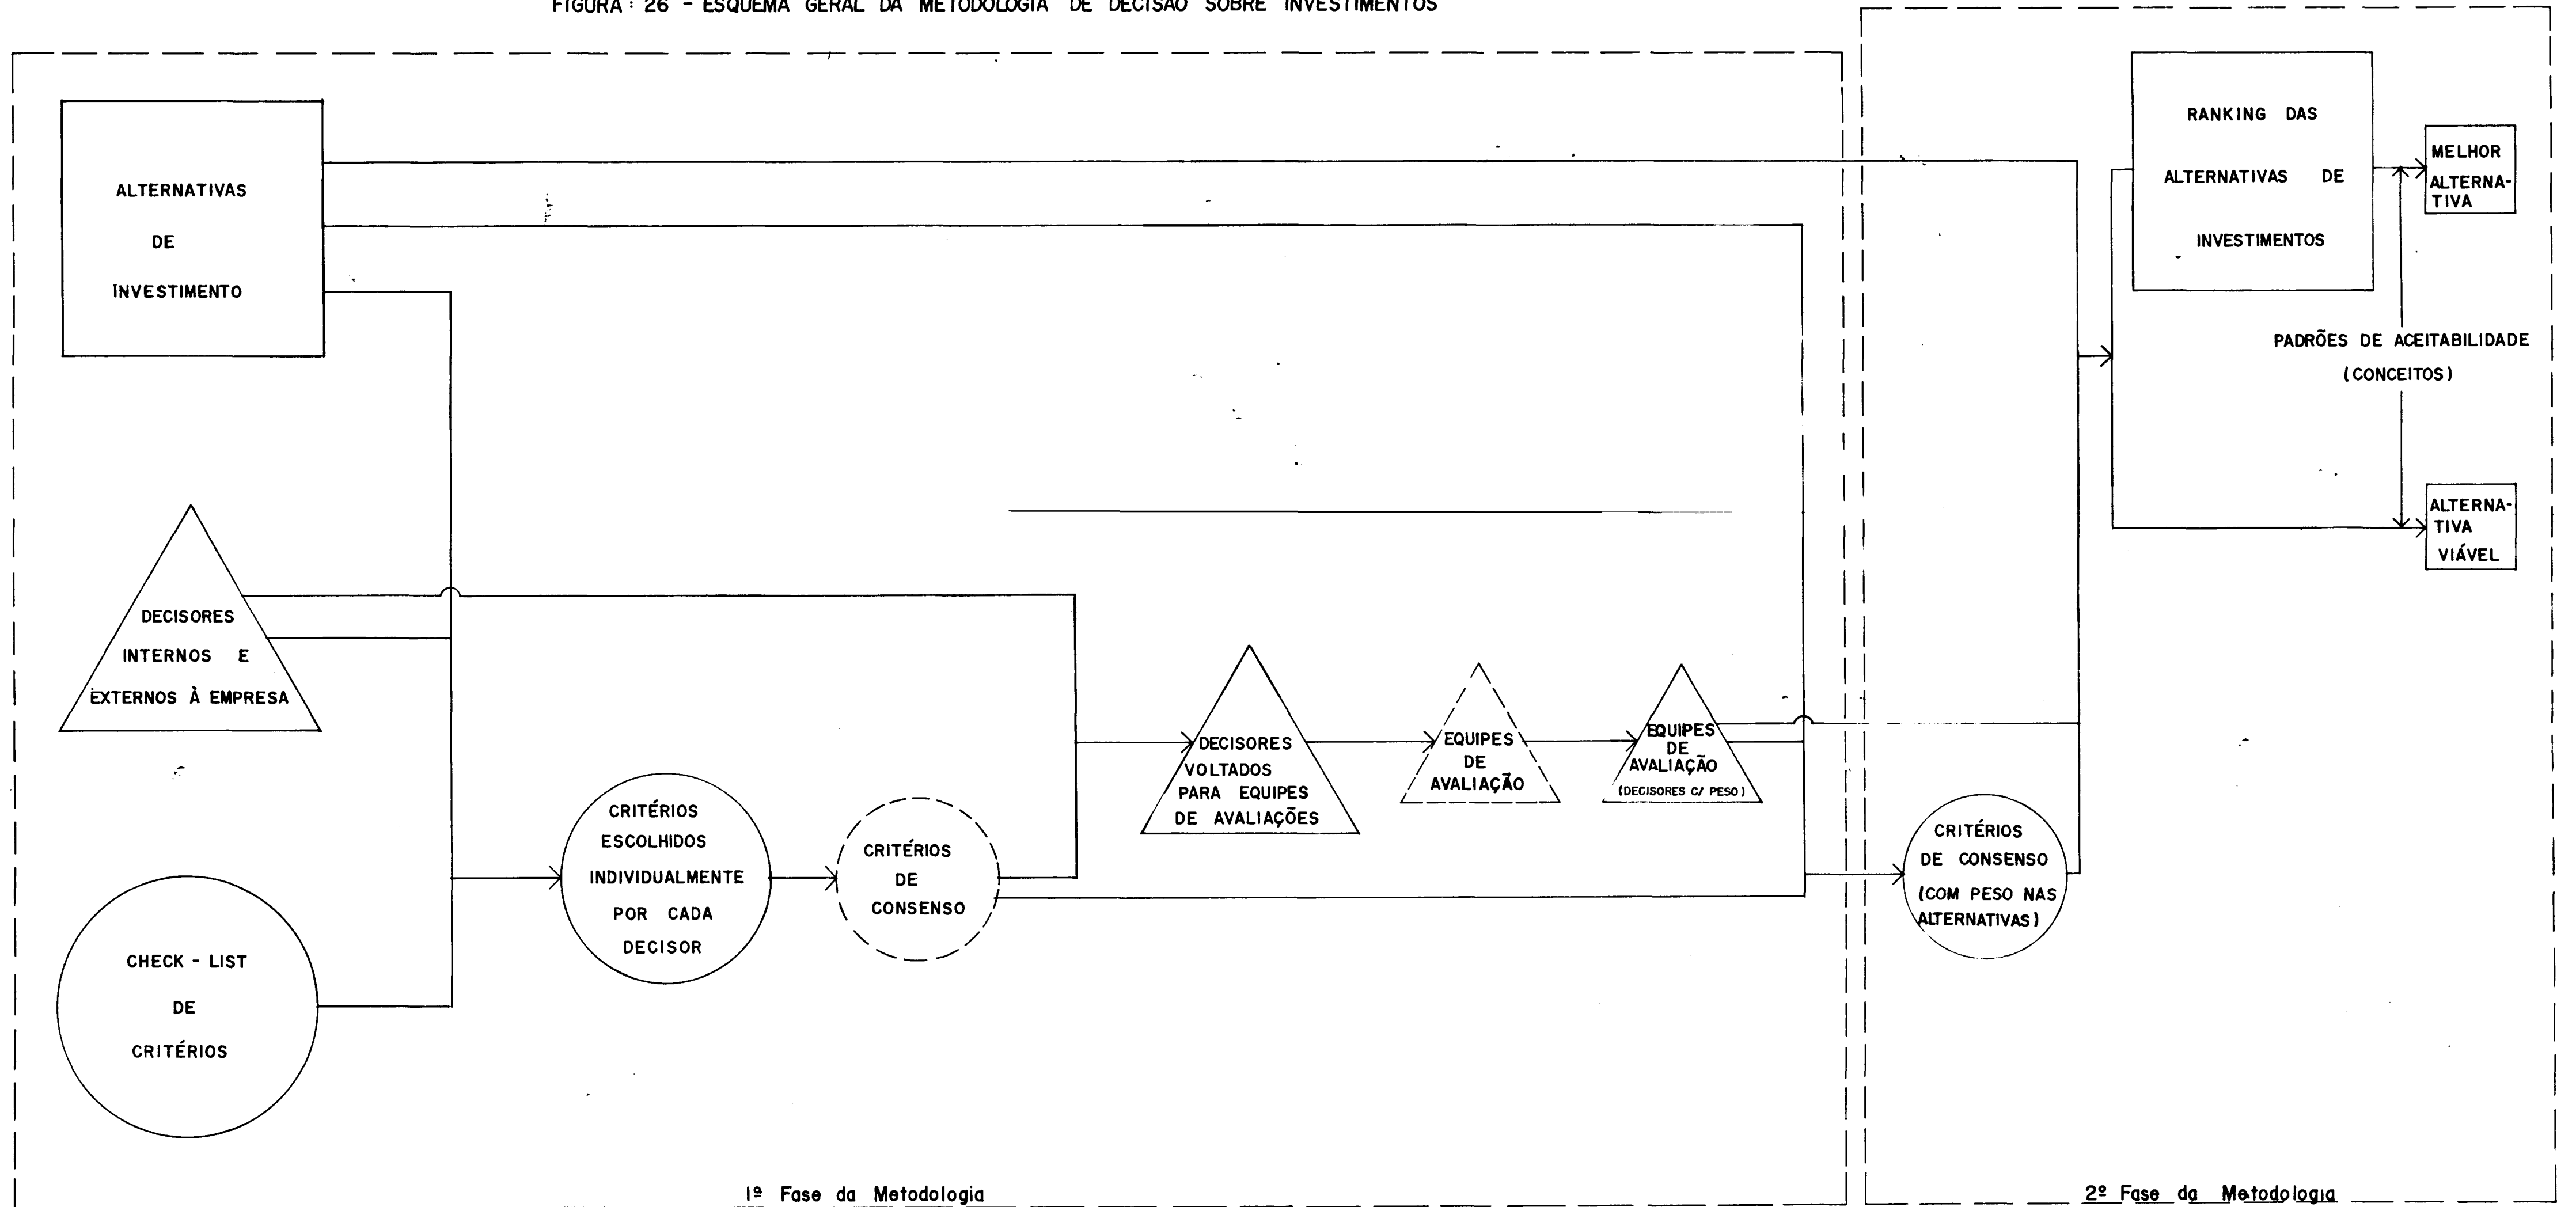 FIGURA: 26 - ESQUEMA GERAL DA METODOLOGIA DE DECISÃO SOBRE INVESTIMENTOS
ALTERNATIVAS
DE
INVESTIMENTO
DECISORES
INTERNOS E
EXTERNOS À EMPRESA
CHECK - LIST
DE
CRITÉRIOS
CRITÉRIOS
ESCOLHIDOS
INDIVIDUALMENTE
POR CADA
DECISOR
CRITÉRIOS
DE
CONSENSO
DECISORES
VOLTADOS
PARA EQUIPES
DE AVALIAÇÕES
EQUIPES
DE
AVALIAÇÃO
EQUIPES
DE
AVALIAÇÃO
(DECISORES C/ PESO)
1º Fase da Metodologia
CRITÉRIOS
DE CONSENSO
(COM PESO NAS
ALTERNATIVAS)
RANKING DAS
ALTERNATIVAS DE
INVESTIMENTOS
MELHOR
ALTERNA-
TIVA
PADRÕES DE ACEITABILIDADE
(CONCEITOS)
ALTERNA-
TIVA
VIÁVEL
2º Fase da Metodologia